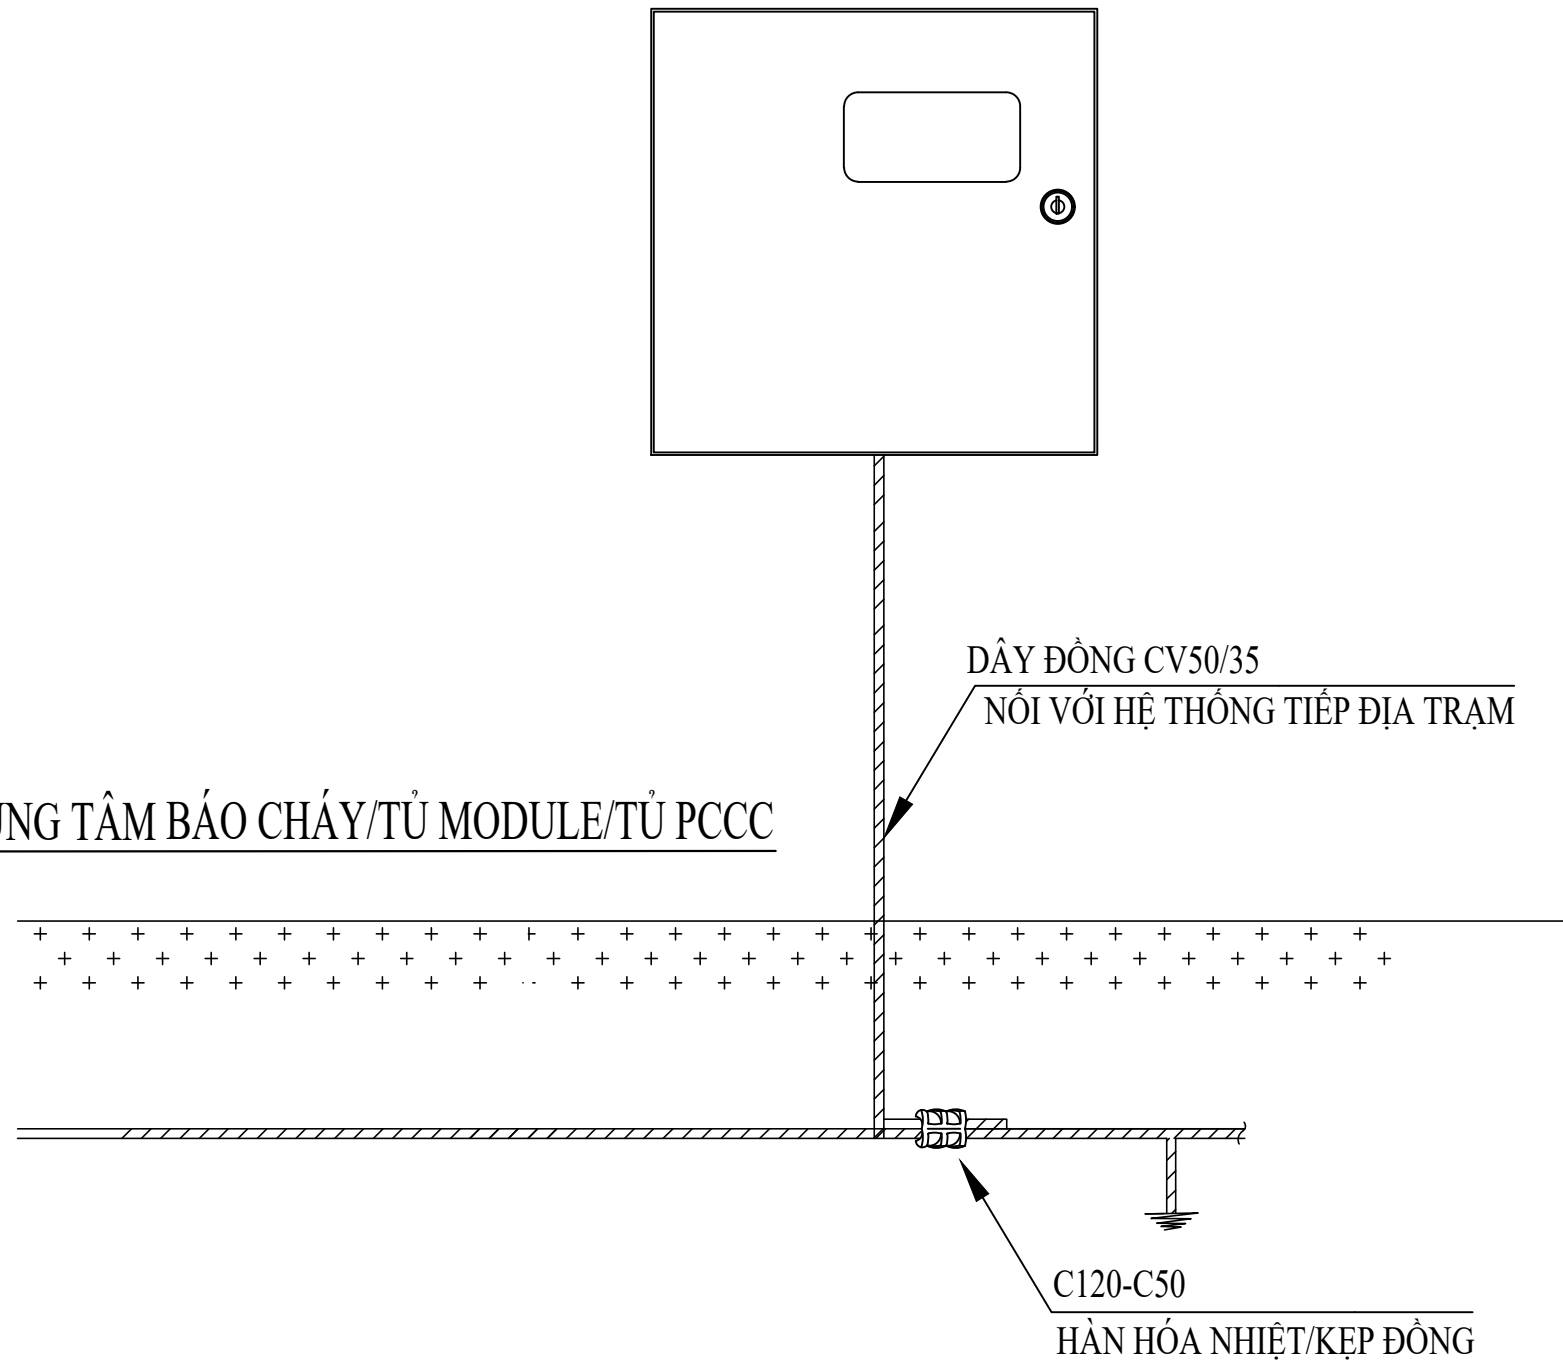 DÂY ĐỒNG CV50/35
NỐI VỚI HỆ THỐNG TIẾP ĐỊA TRẠM
TÂM BÁO CHÁY/TỦ MODULE/TỦ PCCC
C120-C50
HÀN HÓA NHIỆT/KẸP ĐỒNG